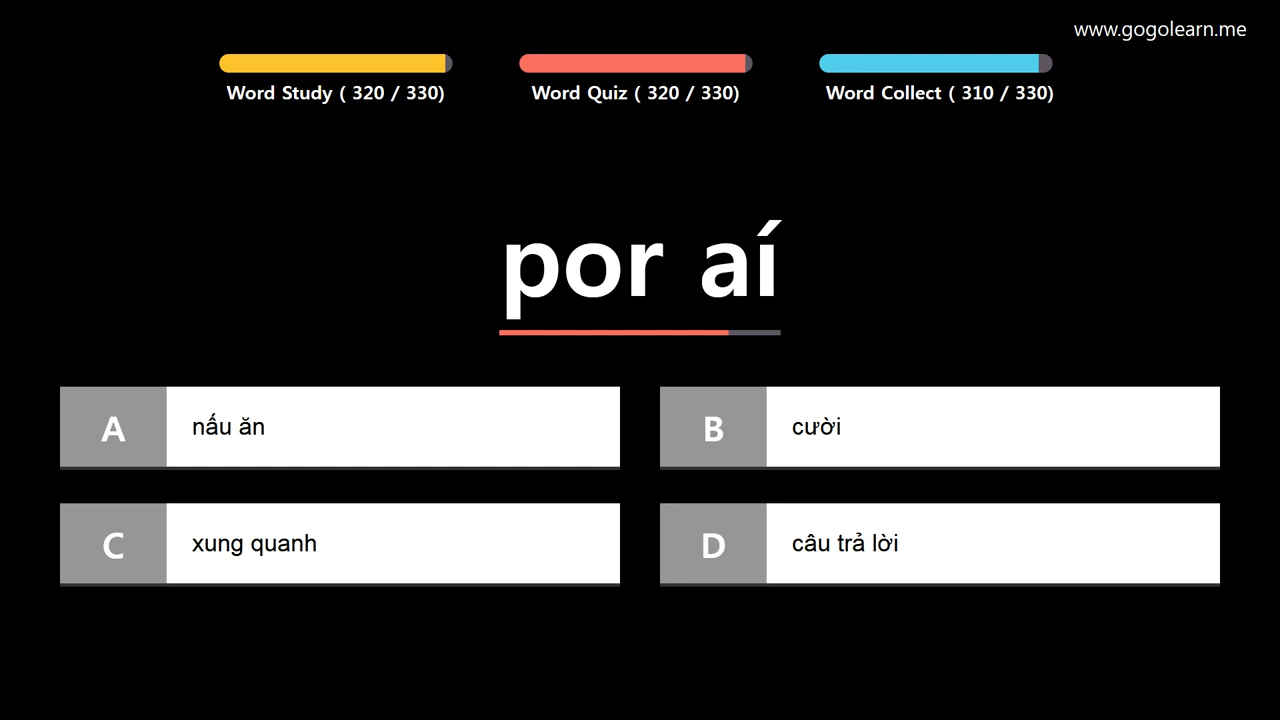 www.gogolearn.me
Word Study ( 320 / 330)
Word Quiz ( 320 / 330)
Word Collect ( 310 / 330)
por aí
A
nấu ăn
B
cười
C
xung quanh
D
câu trả lời